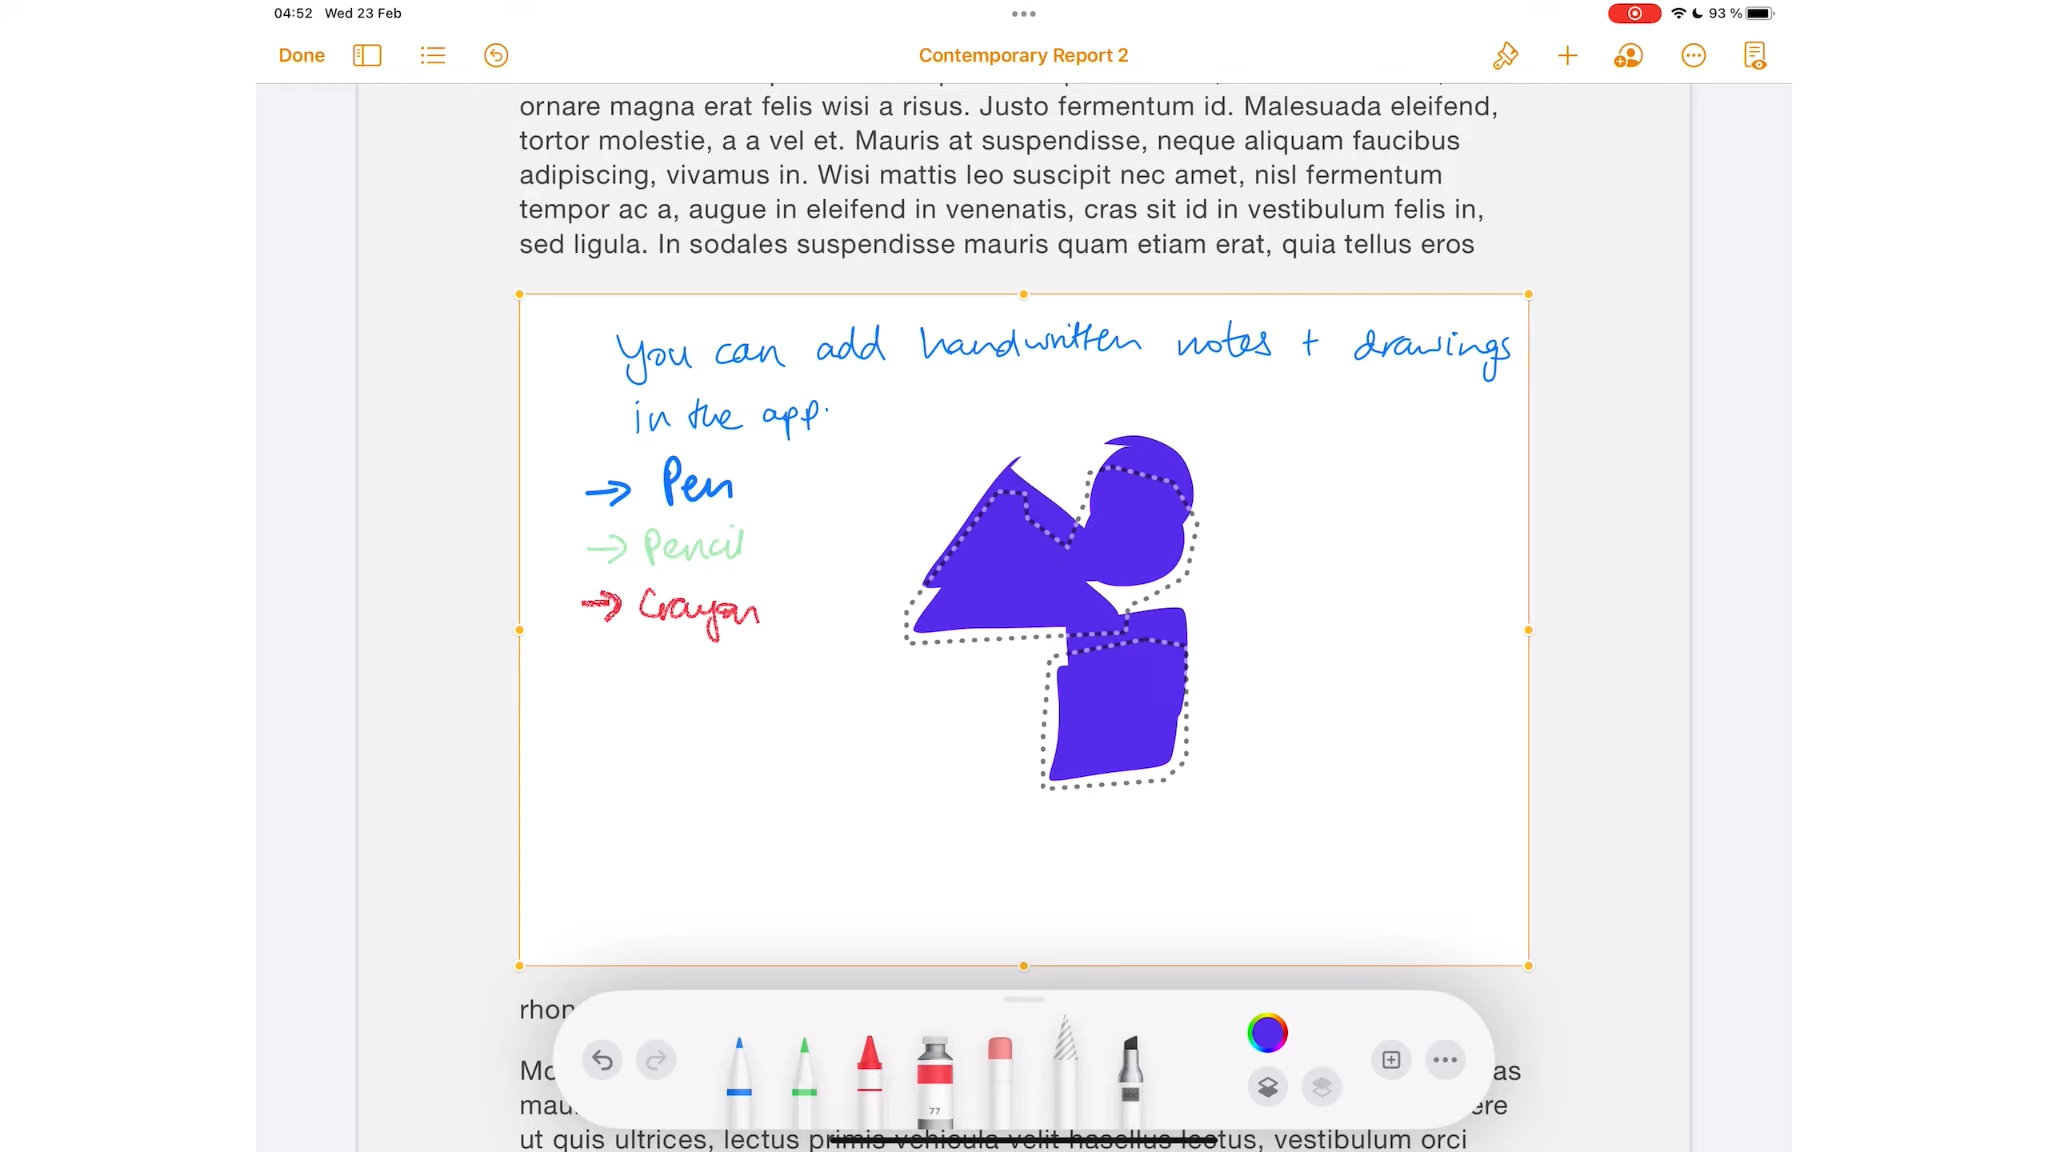 04:52 Wed 23 Feb
93 %
Done
Contemporary Report 2
ornare magna erat felis wisi a risus. Justo fermentum id. Malesuada eleifend,
tortor molestie, a a vel et. Mauris at suspendisse, neque aliquam faucibus
adipiscing, vivamus in. Wisi mattis leo suscipit nec amet, nisl fermentum
tempor ac a, augue in eleifend in venenatis, cras sit id in vestibulum felis in,
sed ligula. In sodales suspendisse mauris quam etiam erat, quia tellus eros
You can add handwritten notes + drawings
in the app.
→ Pen
→ Pencil
→ Crayon
rhon
77
ut quis ultrices, lectus primis vehicula velit hasellus lectus, vestibulum orci